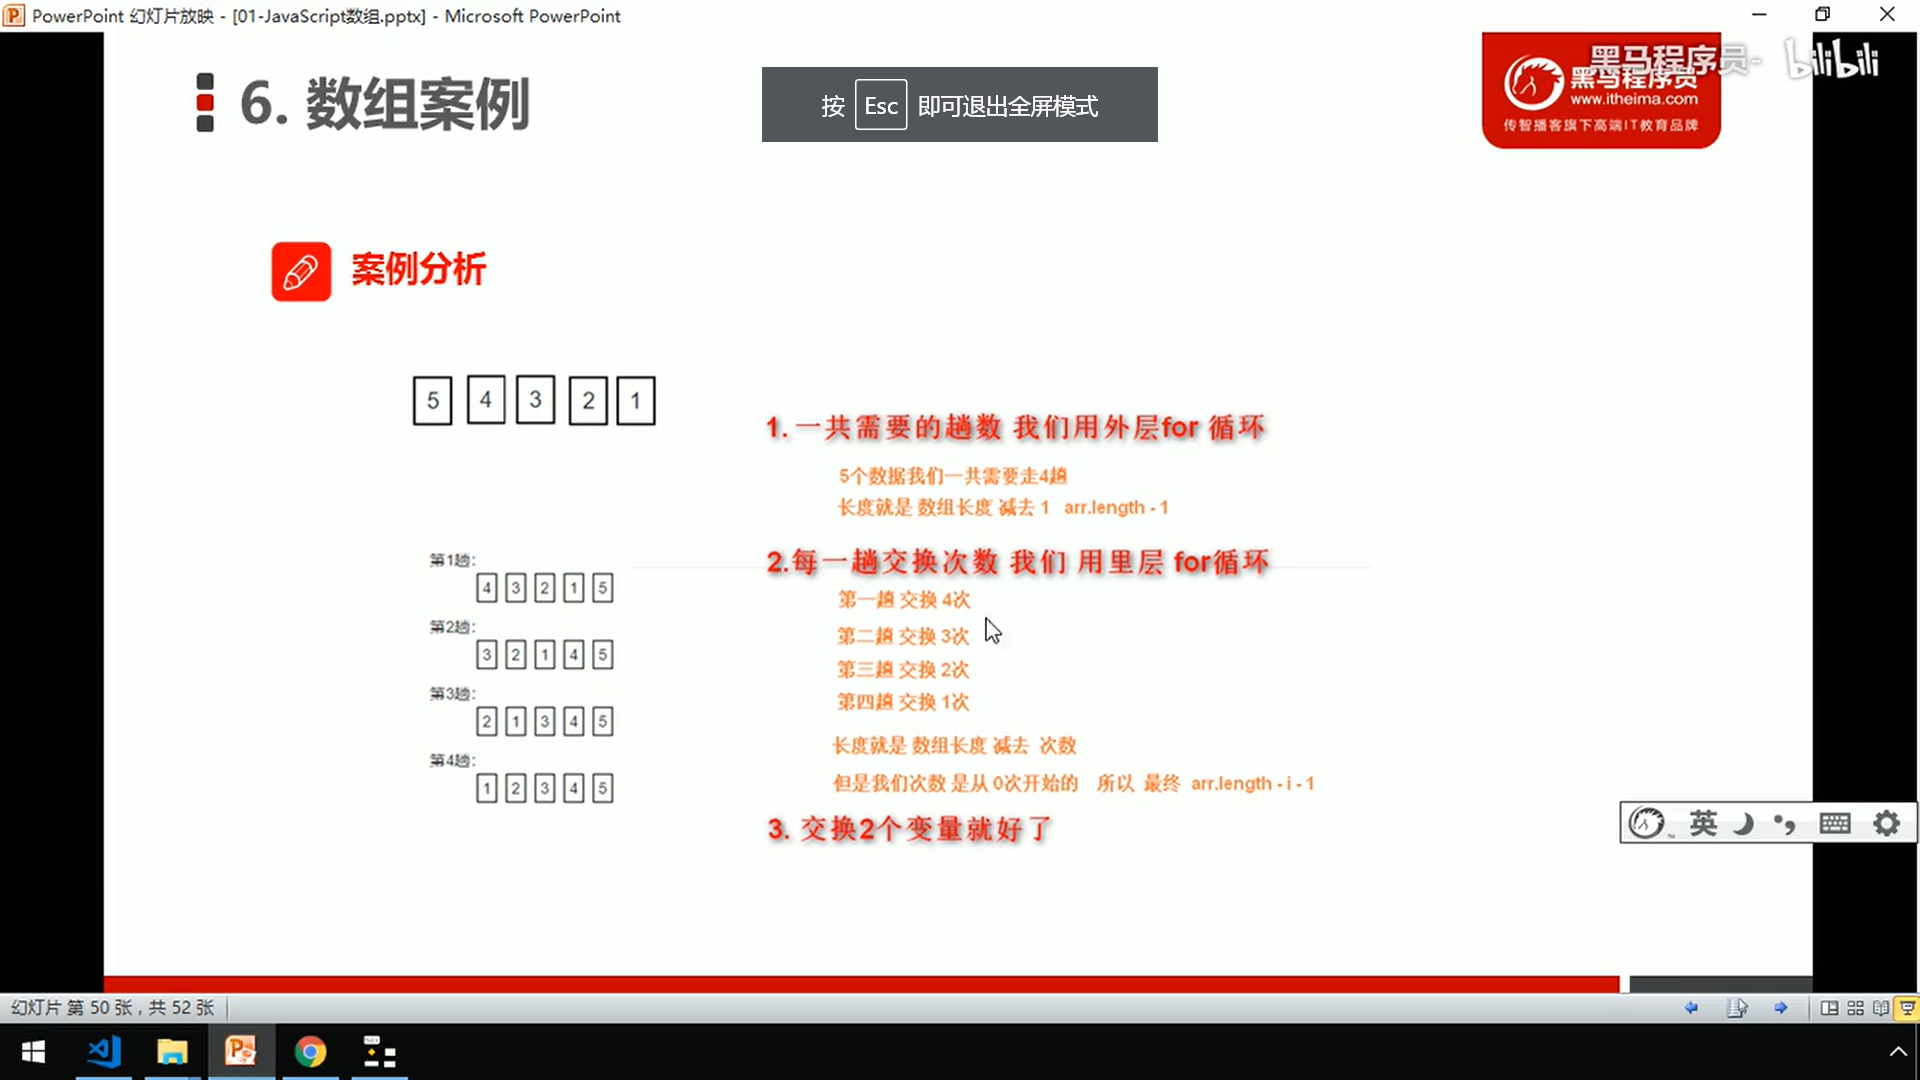 PowerPoint 幻灯片放映 - [01-JavaScript数组.pptx] - Microsoft PowerPoint
6. 数组案例
按 Esc 即可退出全屏模式
黑马程序员- bilibili
黑马程序员
www.itheima.com
传智播客旗下高端IT教育品牌
案例分析
5 4 3 2 1
1. 一共需要的趟数 我们用外层for 循环
5个数据我们一共需要走4趟
长度就是 数组长度 减去 1 arr.length - 1
第1趟:
4 3 2 1 5
第2趟:
3 2 1 4 5
第3趟:
2 1 3 4 5
第4趟:
1 2 3 4 5
2.每一趟交换次数 我们 用里层 for循环
第一趟 交换 4次
第二趟 交换 3次
第三趟 交换 2次
第四趟 交换 1次
长度就是 数组长度 减去 次数
但是我们次数 是从 0次开始的 所以 最终 arr.length - i - 1
3. 交换2个变量就好了
英
幻灯片 第 50 张，共 52 张